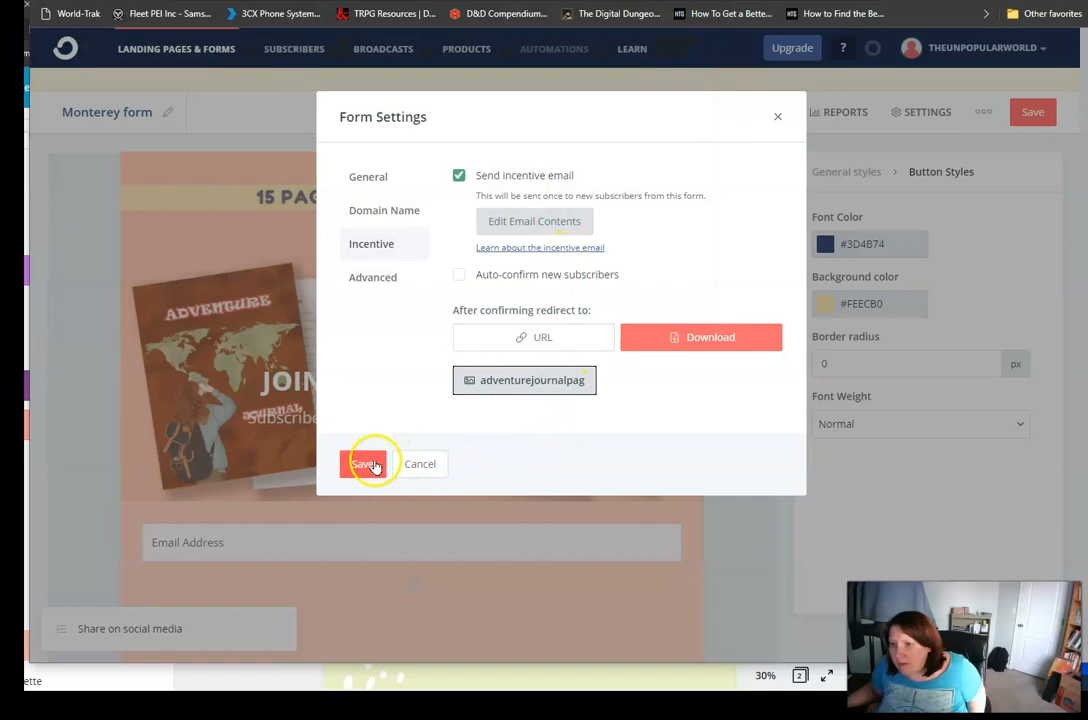 World-Trak
Fleet PEI Inc - Sams...
3CX Phone System...
TRPG Resources | D...
D&D Compendium...
The Digital Dungeo...
How To Get a Bette...
How to Find the Be...
Other favorites
LANDING PAGES & FORMS
SUBSCRIBERS
BROADCASTS
PRODUCTS
AUTOMATIONS
LEARN
Upgrade
?
THEUNPOPULARWORLD
Monterey form
REPORTS
SETTINGS
Save
Form Settings
General
Domain Name
Incentive
Advanced
Send incentive email
This will be sent once to new subscribers from this form.
Edit Email Contents
Learn about the incentive email
Auto-confirm new subscribers
After confirming redirect to:
URL
Download
adventurejournalpag
Save
Cancel
General styles > Button Styles
Font Color
#3D4B74
Background color
#FEECB0
Border radius
0
px
Font Weight
Normal
15 PAG
ADVENTURE
JOIN
JOURNAL
Subscribe
Email Address
Share on social media
ette
30%
2